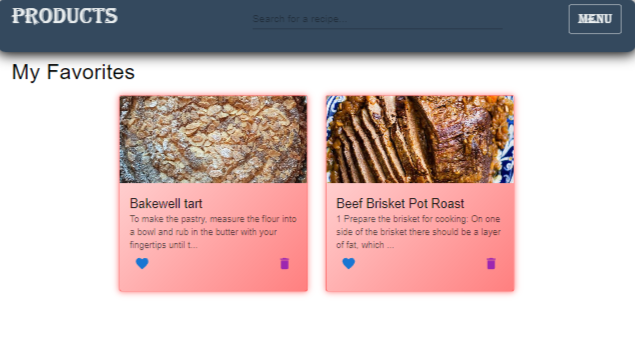 PRODUCTS
Search for a recipe...
MENU
My Favorites
Bakewell tart
To make the pastry, measure the flour into
a bowl and rub in the butter with your
fingertips until t...
Beef Brisket Pot Roast
1 Prepare the brisket for cooking: On one
side of the brisket there should be a layer
of fat, which ...